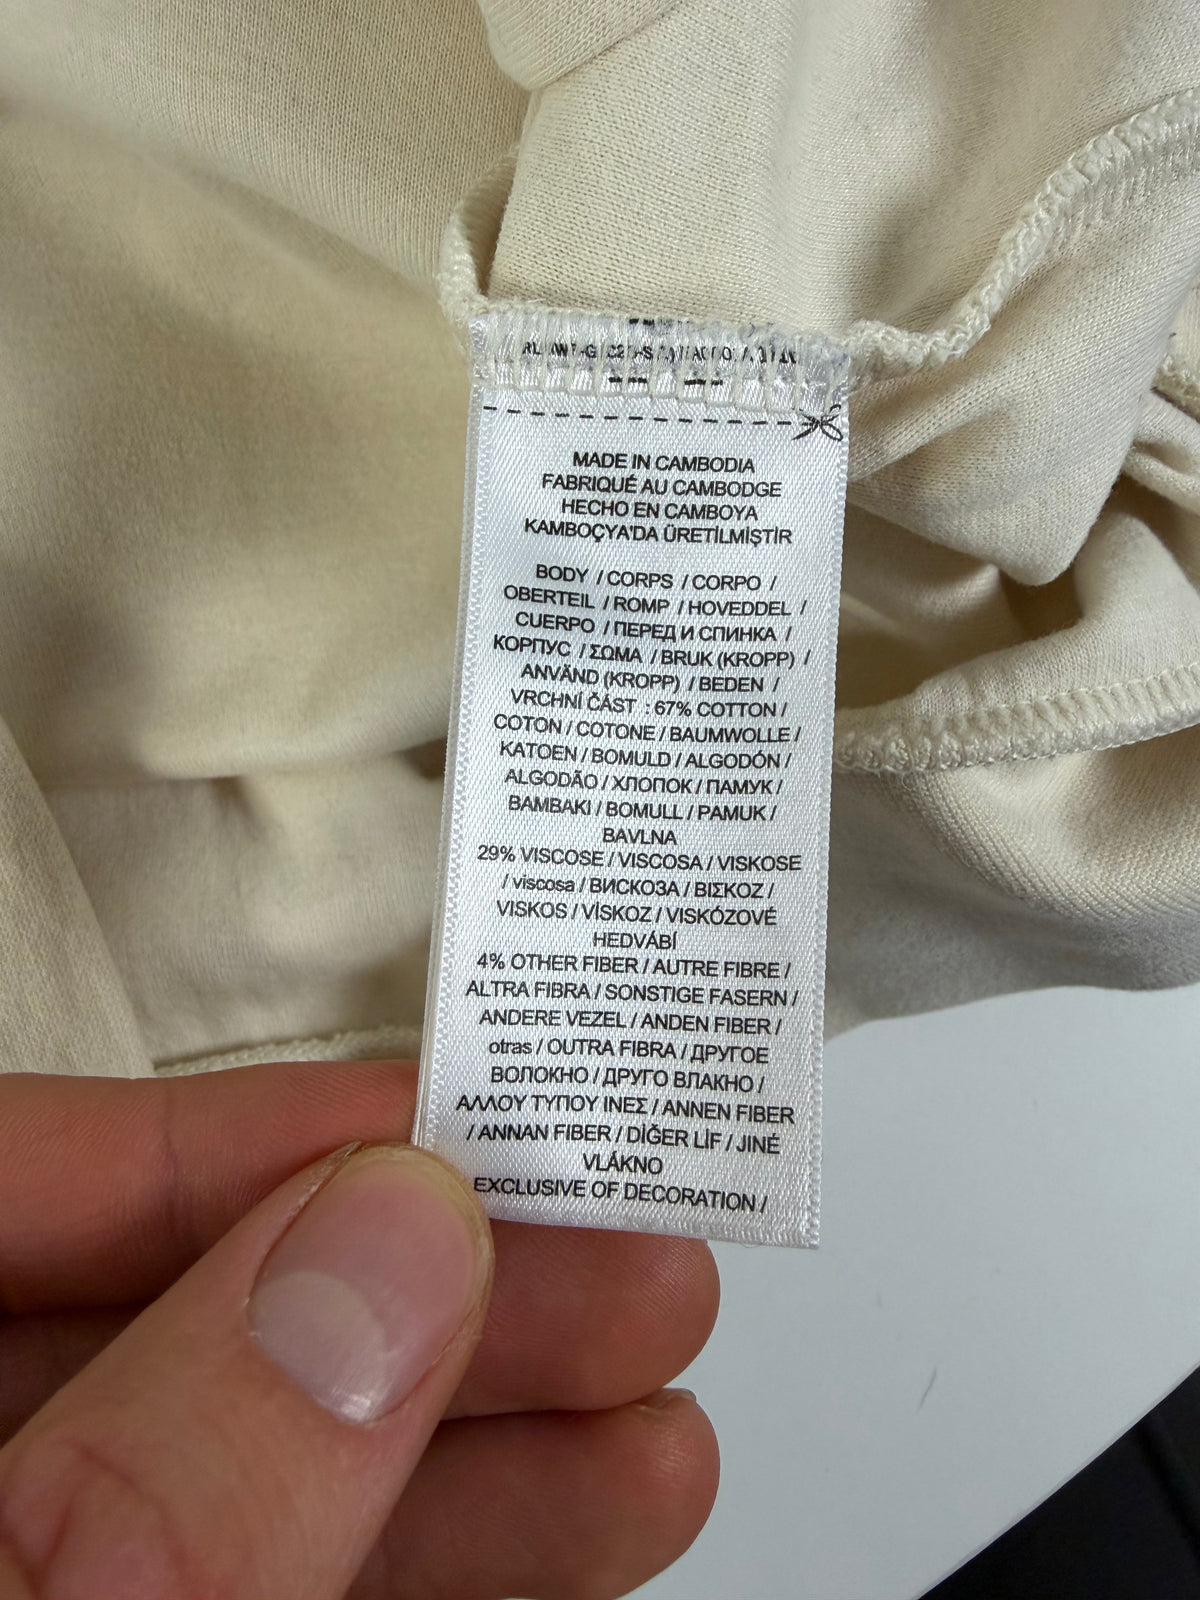 MADE IN CAMBODIA
FABRIQUÉ AU CAMBODGE
HECHO EN CAMBOYA
KAMBOÇYA'DA ÜRETİLMİŞTİR
BODY / CORPS / CORPO /
OBERTEIL / ROMP / HOVEDDEL /
CUERPO / ПЕРЕД И СПИНКА /
КОРПУС / ΣΩΜΑ / BRUK (KROPP) /
ANVÄND (KROPP) / BEDEN /
VRCHNÍ ČÁST : 67% COTTON /
COTON / COTONE / BAUMWOLLE /
KATOEN / BOMULD / ALGODÓN /
ALGODÃO / ХЛОПОК / ПАМУК /
BAMBAKI / BOMULL / PAMUK /
BAVLNA
29% VISCOSE / VISCOSA / VISKOSE
/ viscosa / ВИСКОЗА / ΒΙΣΚΟΖ /
VISKOS / VİSKOZ / VISKÓZOVÉ
HEDVÁBÍ
4% OTHER FIBER / AUTRE FIBRE /
ALTRA FIBRA / SONSTIGE FASERN /
ANDERE VEZEL / ANDEN FIBER /
otras / OUTRA FIBRA / ДРУГОЕ
ВОЛОКНО / ДРУГО ВЛАКНО /
ΑΛΛΟΥ ΤΥΠΟΥ ΙΝΕΣ / ANNEN FIBER
/ ANNAN FIBER / DİĞER LİF / JINÉ
VLÁKNO
EXCLUSIVE OF DECORATION /